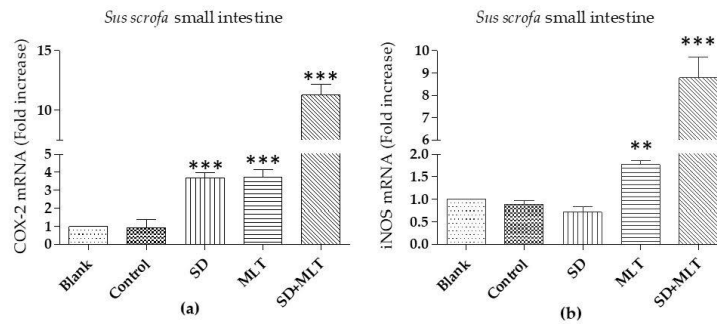 Sus scrofa small intestine
COX-2 mRNA (Fold increase)
15
10
5
4
3
2
1
0
***
***
***
Blank
Control
SD
MLT
SD+MLT
(a)
Sus scrofa small intestine
iNOS mRNA (Fold increase)
10
9
8
7
6
2.0
1.5
1.0
0.5
0.0
**
***
Blank
Control
SD
MLT
SD+MLT
(b)